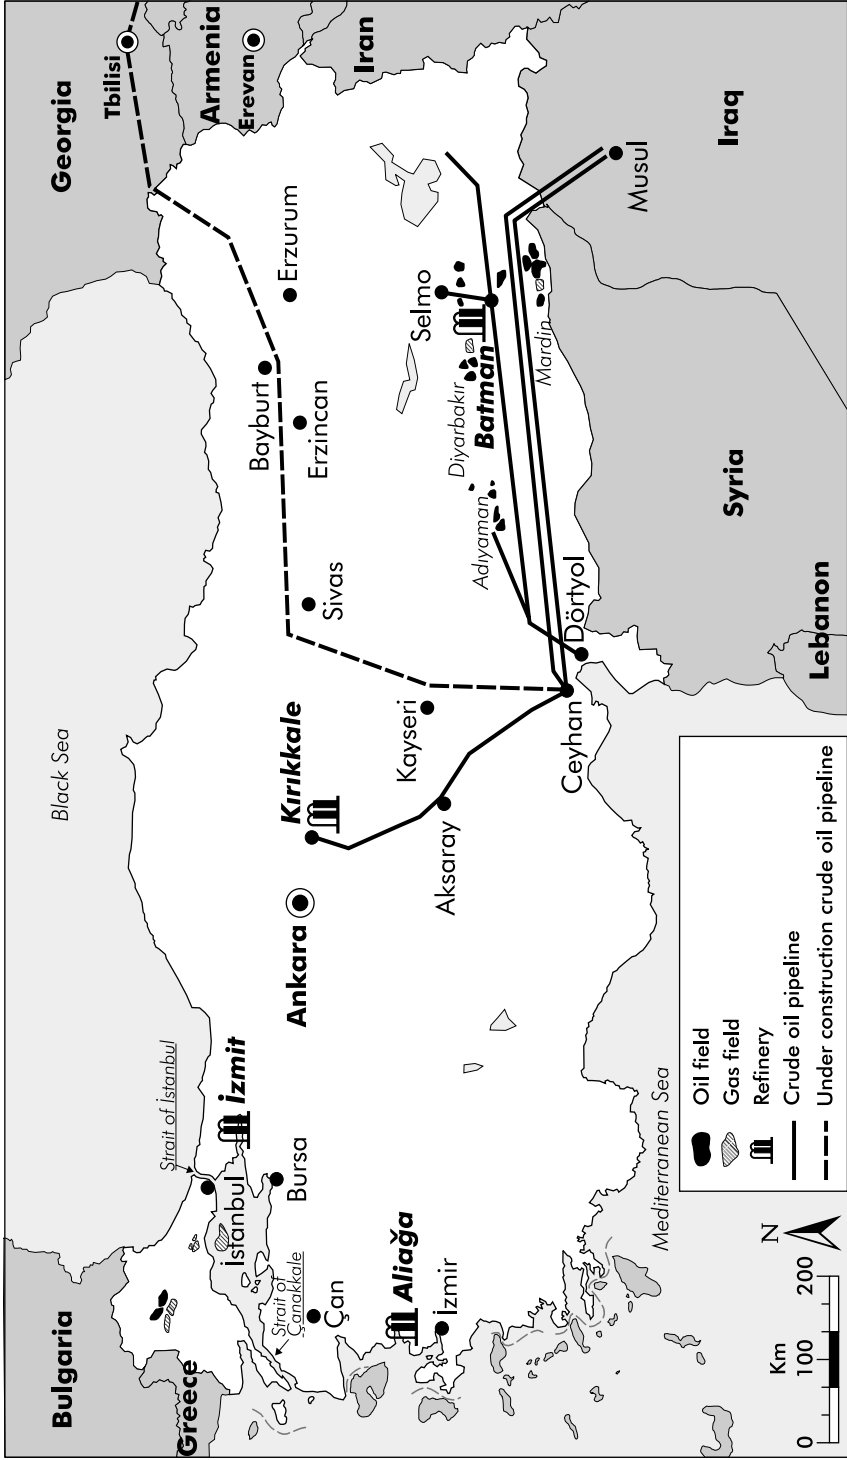 Bulgaria
Greece
Georgia
Tbilisi
Armenia
Erevan
Iran
Iraq
Syria
Lebanon
Black Sea
Mediterranean Sea
Strait of İstanbul
Strait of
Çanakkale
İstanbul
İzmit
Bursa
Çan
Aliağa
İzmir
Ankara
Kırıkkale
Aksaray
Kayseri
Sivas
Bayburt
Erzincan
Erzurum
Selmo
Batman
Diyarbakır
Adıyaman
Mardin
Musul
Dörtyol
Ceyhan
Oil field
Gas field
Refinery
Crude oil pipeline
Under construction crude oil pipeline
N
Km
0 100 200